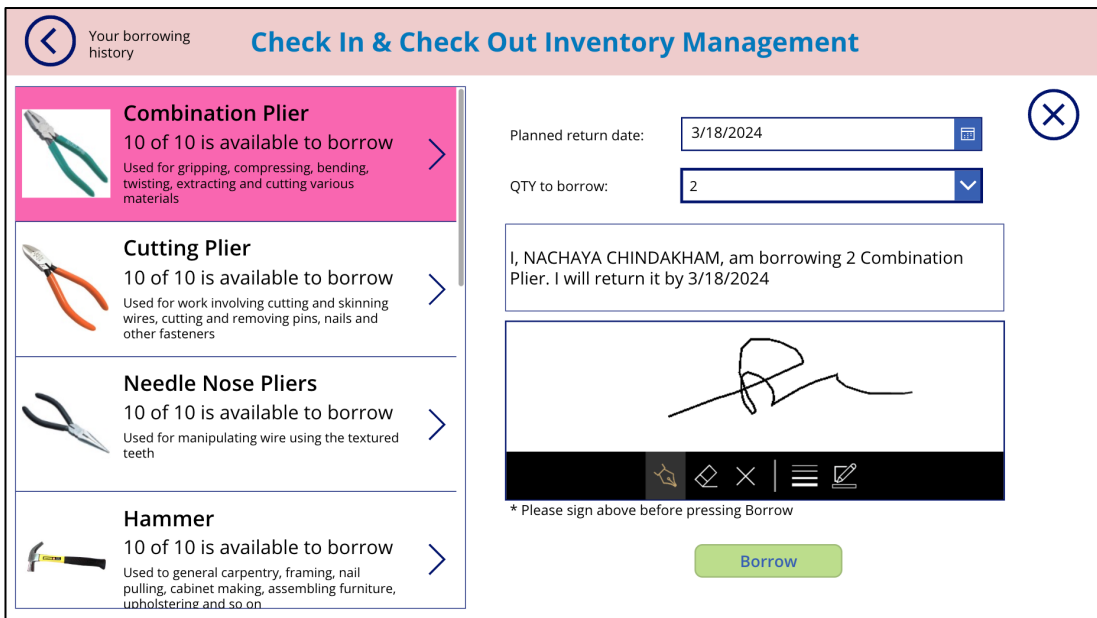 Your borrowing
history
Check In & Check Out Inventory Management
Combination Plier
10 of 10 is available to borrow
Used for gripping, compressing, bending,
twisting, extracting and cutting various
materials
Cutting Plier
10 of 10 is available to borrow
Used for work involving cutting and skinning
wires, cutting and removing pins, nails and
other fasteners
Needle Nose Pliers
10 of 10 is available to borrow
Used for manipulating wire using the textured
teeth
Hammer
10 of 10 is available to borrow
Used to general carpentry, framing, nail
pulling, cabinet making, assembling furniture,
upholstering and so on
Planned return date:
3/18/2024
QTY to borrow:
2
I, NACHAYA CHINDAKHAM, am borrowing 2 Combination
Plier. I will return it by 3/18/2024
* Please sign above before pressing Borrow
Borrow